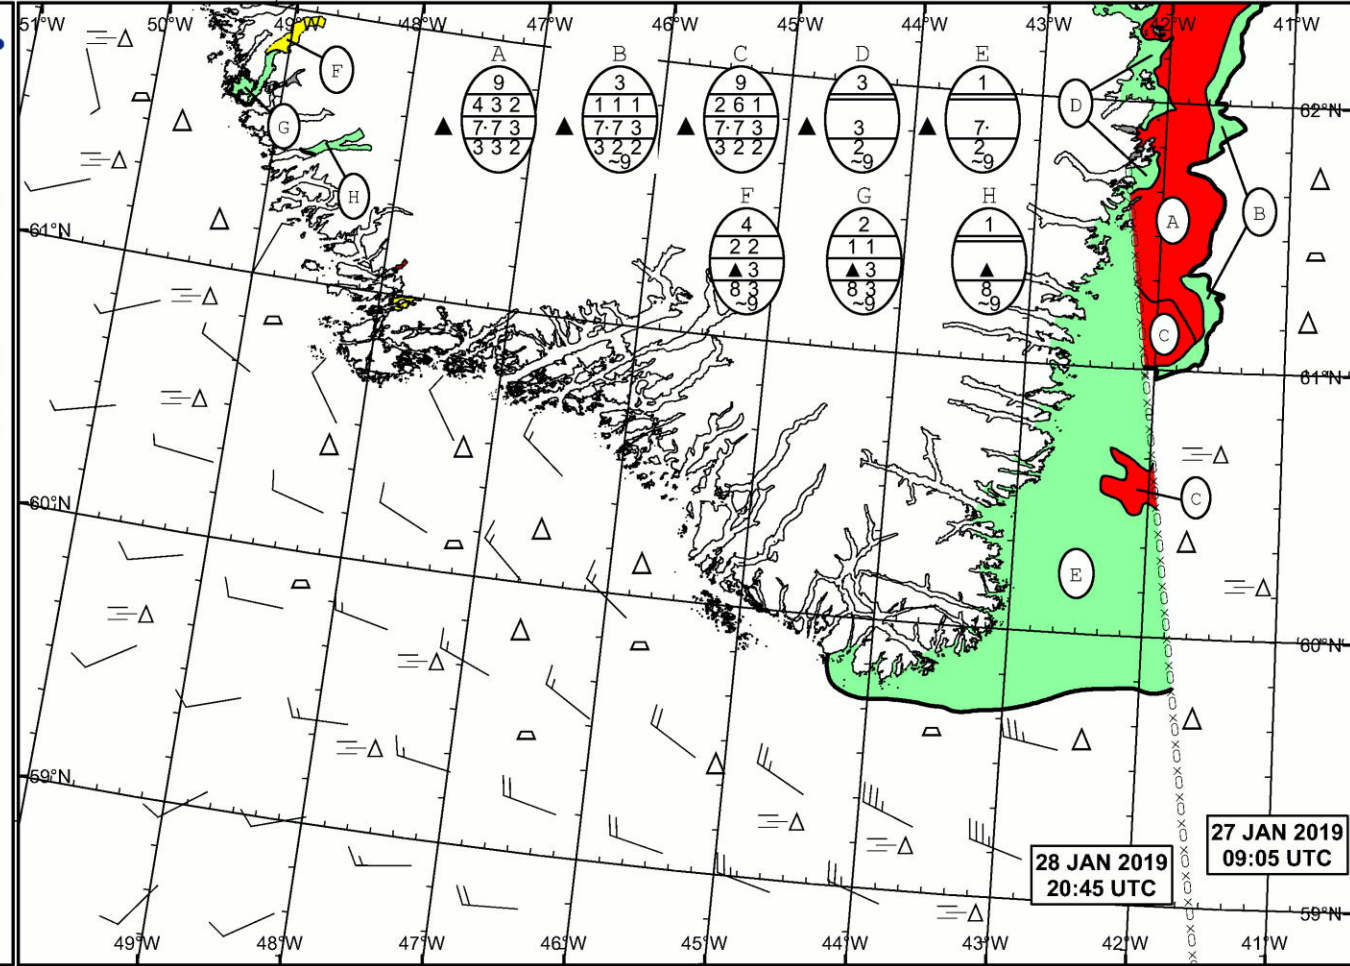 51°W 50°W 49°W 48°W 47°W 46°W 45°W 44°W 43°W 42°W 41°W
F
A B C D E
9 3 9 3 1
4 3 2 1 1 1 2 6 1
7·7 3 7·7 3 7·7 3 3 7·
3 3 2 3 2 2 3 2 2 2 2
~9 ~9 ~9
D
62°N
G
H
F G H
4 2 1
2 2 1 1
3 3
8 3 8 3 8
~9 ~9 ~9
A B
61°N
C
61°N
60°N
C
E
60°N
59°N
27 JAN 2019
09:05 UTC
28 JAN 2019
20:45 UTC
59°N
49°W 48°W 47°W 46°W 45°W 44°W 43°W 42°W 41°W